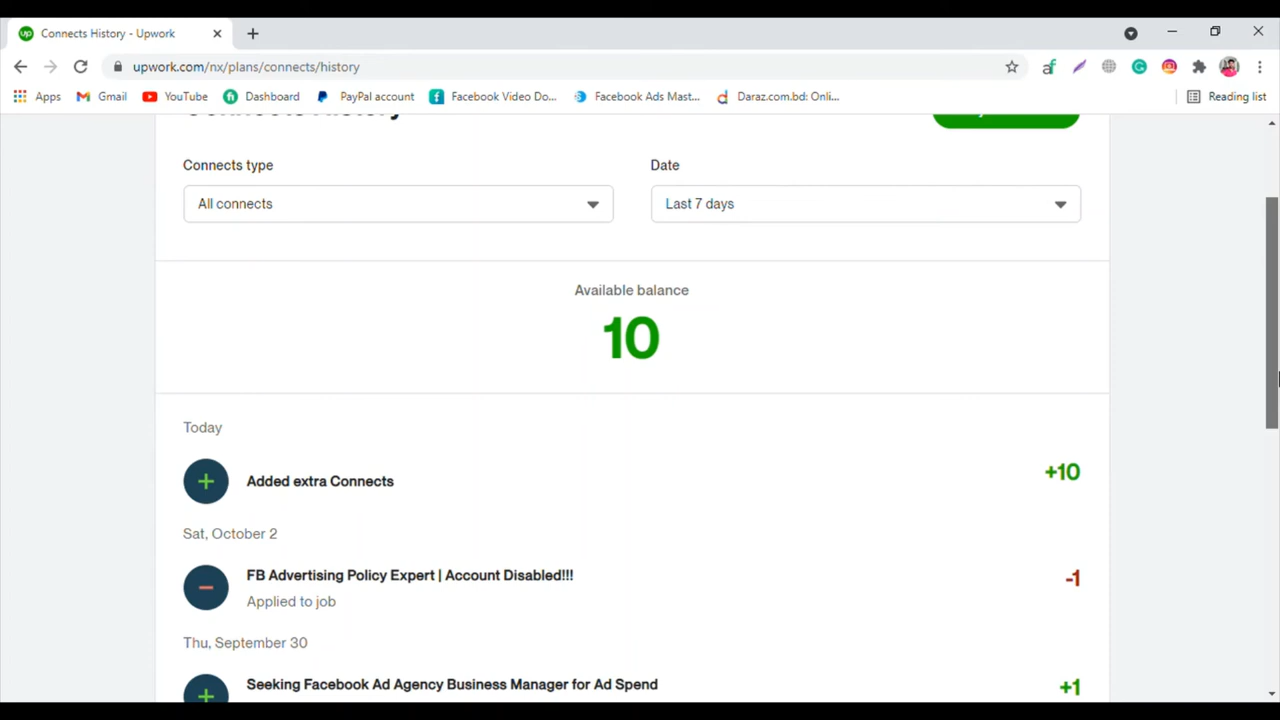 up Connects History - Upwork
upwork.com/nx/plans/connects/history
Apps Gmail YouTube Dashboard PayPal account Facebook Video Do... Facebook Ads Mast... Daraz.com.bd: Onli... Reading list
Connects History
Connects type
Date
All connects
Last 7 days
Available balance
10
Today
Added extra Connects
+10
Sat, October 2
FB Advertising Policy Expert | Account Disabled!!!
-1
Applied to job
Thu, September 30
Seeking Facebook Ad Agency Business Manager for Ad Spend
+1